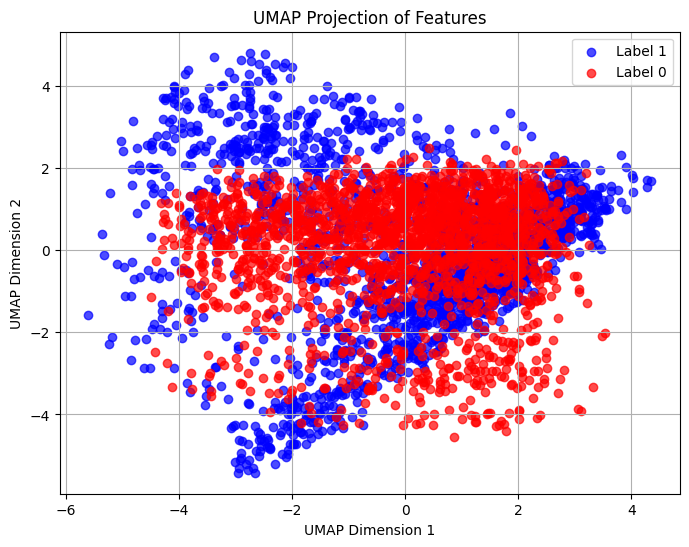 UMAP Projection of Features
Label 1
Label 0
4
2
0
−2
−4
UMAP Dimension 2
−6
−4
−2
0
2
4
UMAP Dimension 1